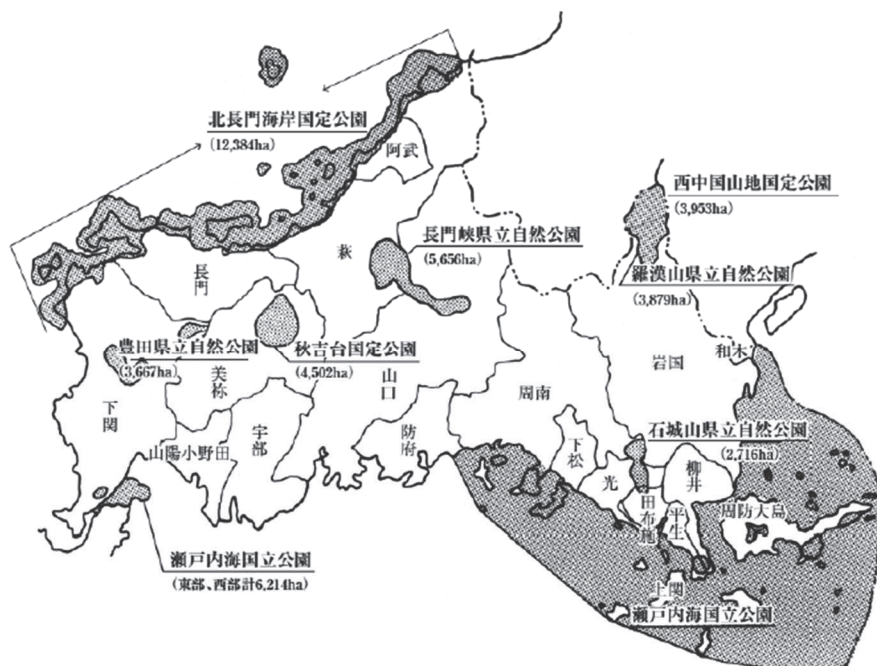 北長門海岸国定公園
(12,384ha)
阿武
西中国山地国定公園
(3,953ha)
萩
長門峡県立自然公園
(5,656ha)
長門
羅漢山県立自然公園
(3,879ha)
豊田県立自然公園
(3,667ha)
秋吉台国定公園
(4,502ha)
美祢
山口
周南
岩国
和木
下関
山陽小野田
宇部
防府
下松
光
石城山県立自然公園
(2,716ha)
柳井
田布施
平生
周防大島
上関
瀬戸内海国立公園
(東部、西部計6,214ha)
瀬戸内海国立公園